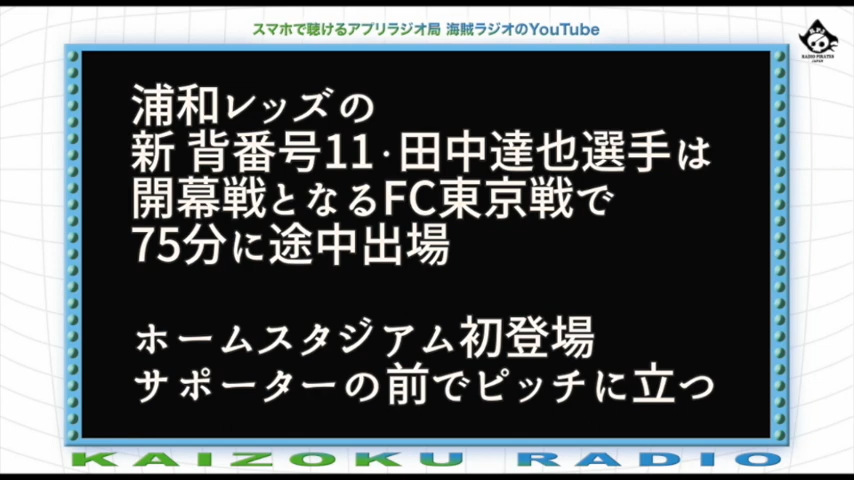 スマホで聴けるアプリラジオ局 海賊ラジオのYouTube
RADIO PIRATES
JAPAN
浦和レッズの
新 背番号11·田中達也選手は
開幕戦となるFC東京戦で
75分に途中出場
ホームスタジアム初登場
サポーターの前でピッチに立つ
KAIZOKU RADIO